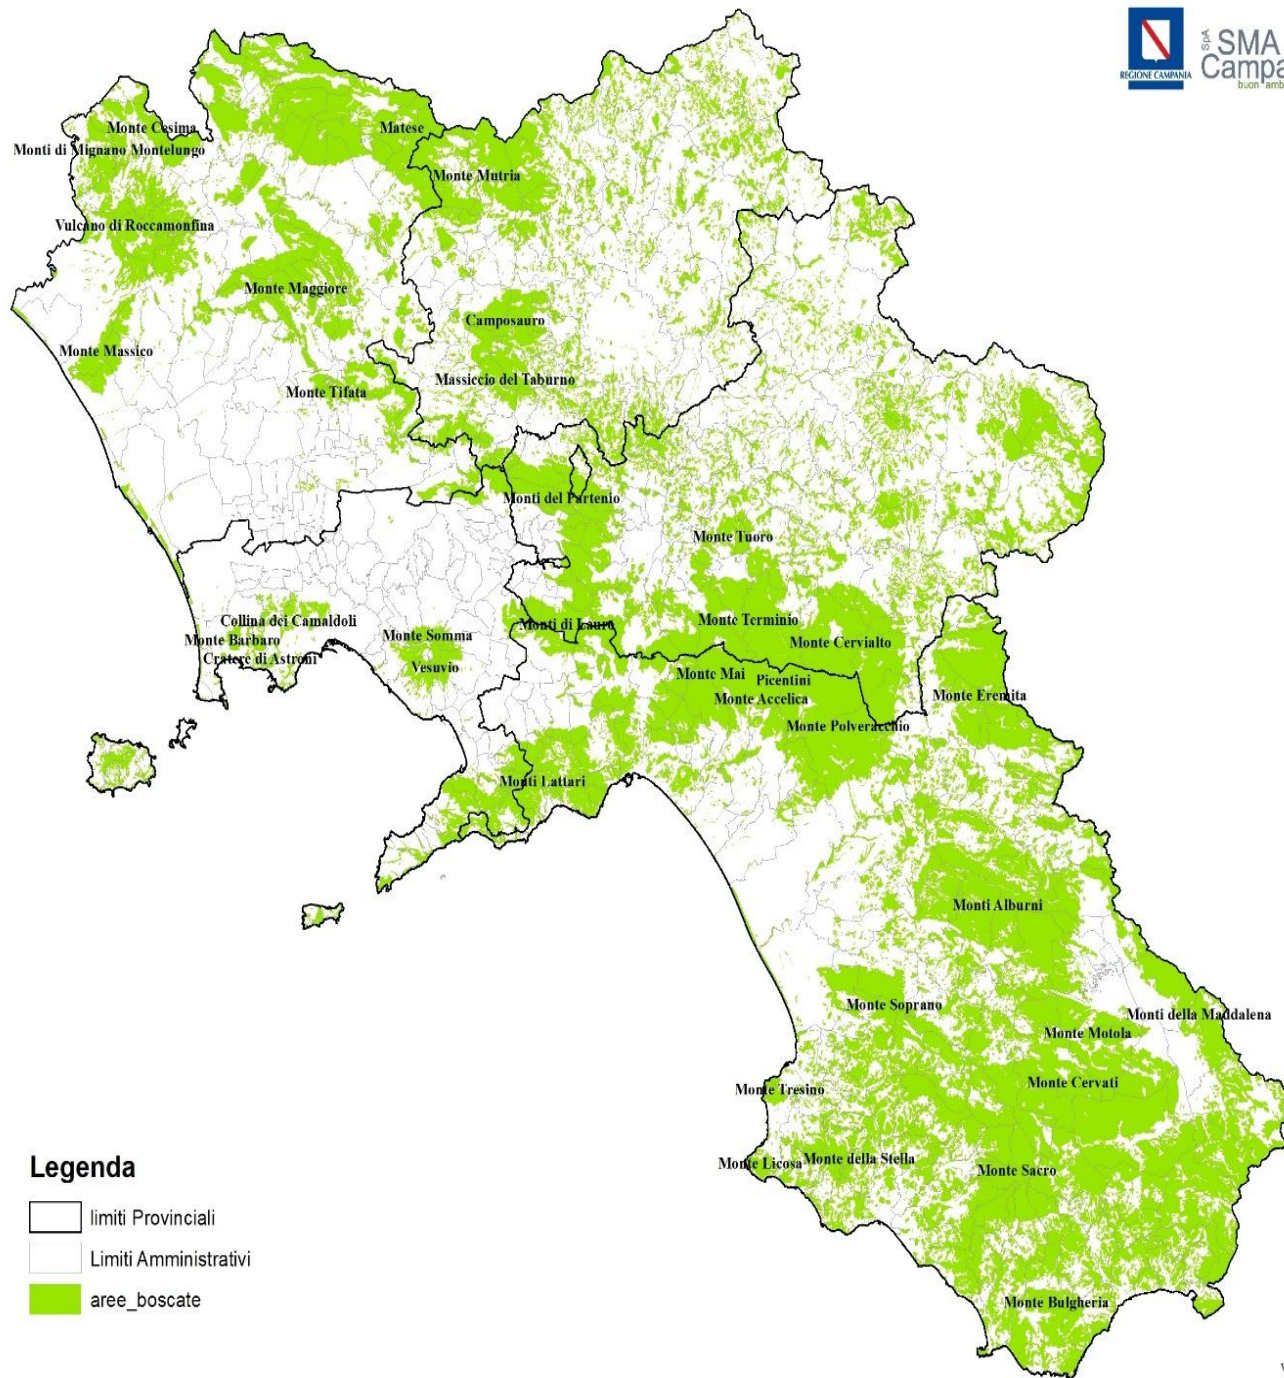 REGIONE CAMPANIA
SpA SMA
Campa
buon amb
Monte Cesima
Matese
Monti di Mignano Montelungo
Monte Mutria
Vulcano di Roccamonfina
Monte Maggiore
Camposauro
Monte Massico
Massiccio del Taburno
Monte Tifata
Monti del Partenio
Monte Tuoro
Collina dei Camaldoli
Monte Terminio
Monti di Lauro
Monte Somma
Monte Barbaro
Monte Cervialto
Cratere di Astroni
Vesuvio
Monte Mai
Picentini
Monte Eremita
Monte Accelica
Monte Polveracchio
Monti Lattari
Monti Alburni
Monte Soprano
Monti della Maddalena
Monte Motola
Monte Cervati
Monte Tresino
Monte della Stella
Monte Licosa
Monte Sacro
Monte Bulgheria
Legenda
limiti Provinciali
Limiti Amministrativi
aree_boscate